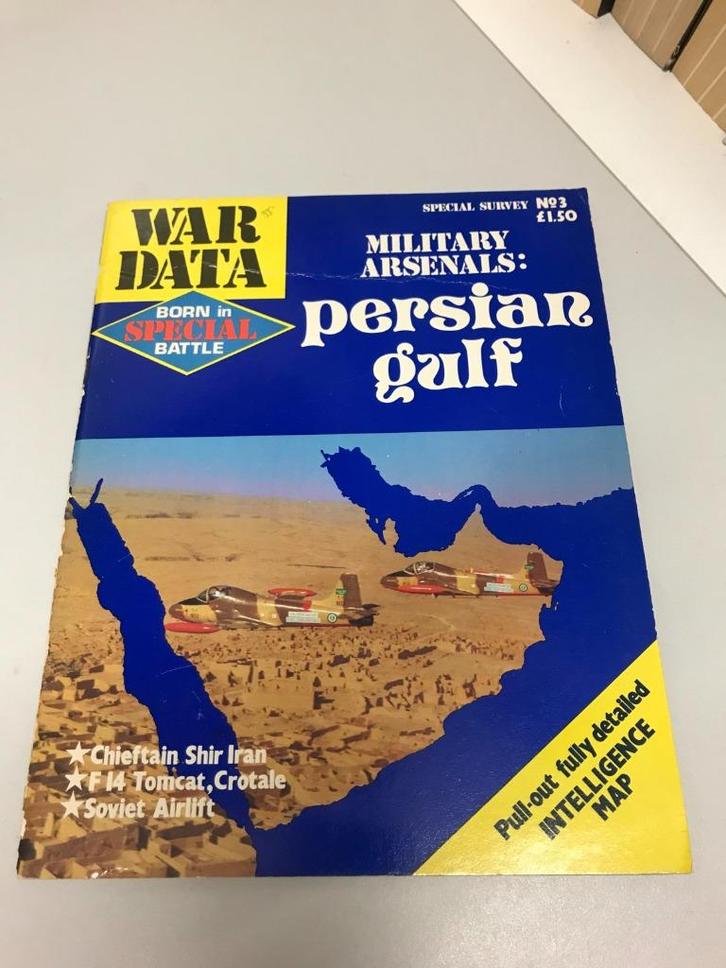 WAR
DATA
BORN in
SPECIAL
BATTLE
SPECIAL SURVEY Nº3
£1.50
MILITARY
ARSENALS:
persian
gulf
★Chieftain Shir Iran
★F 14 Tomcat, Crotale
★Soviet Airlift
Pull-out fully detailed
INTELLIGENCE
MAP